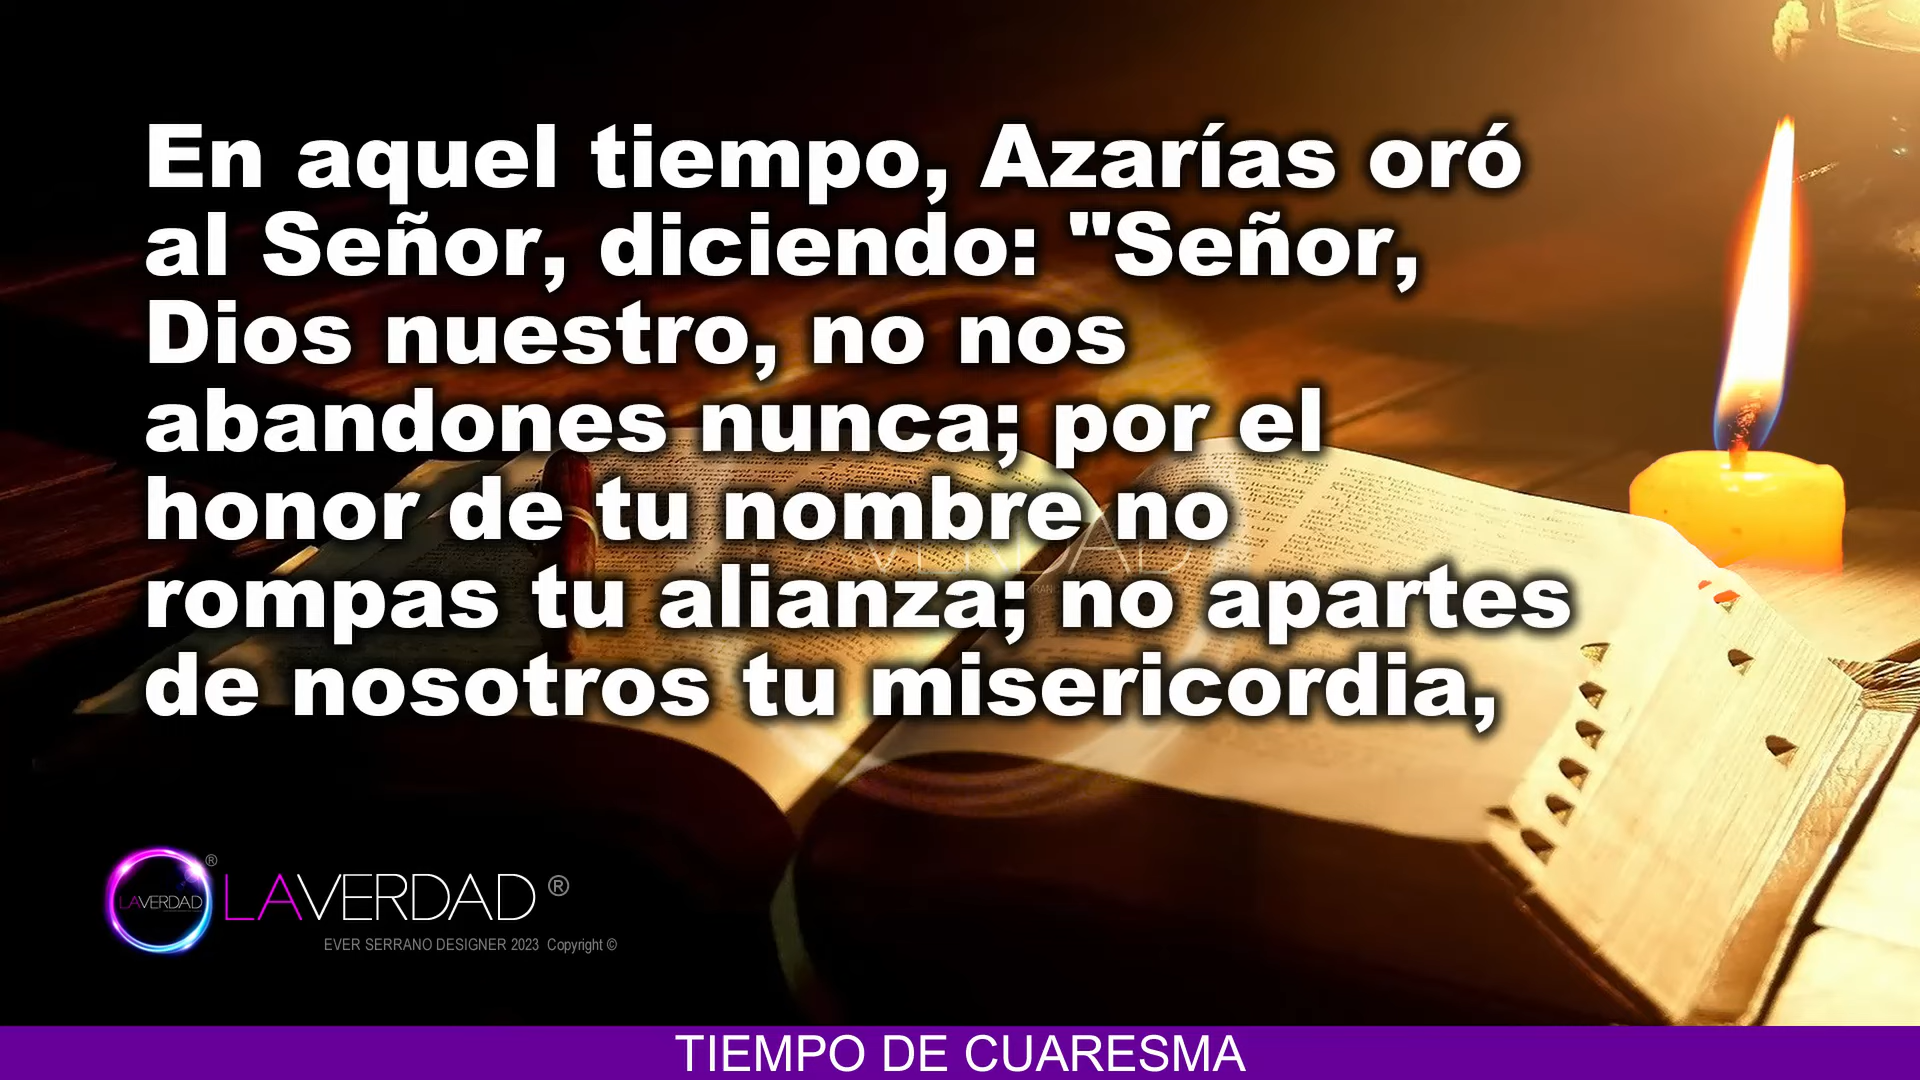 En aquel tiempo, Azarías oró
al Señor, diciendo: "Señor,
Dios nuestro, no nos
abandones nunca; por el
honor de tu nombre no
rompas tu alianza; no apartes
de nosotros tu misericordia,
LAVERDAD ®
LAVERDAD ®
EVER SERRANO DESIGNER 2023 Copyright ©
TIEMPO DE CUARESMA